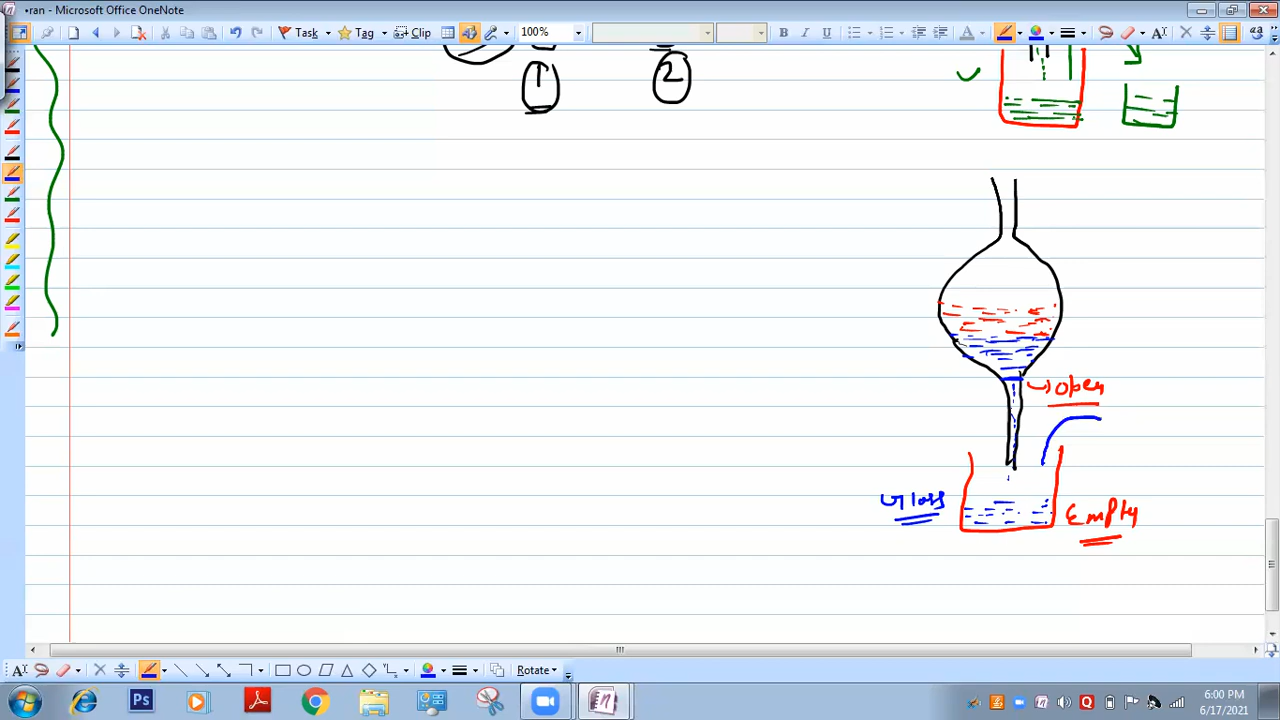 •ran - Microsoft Office OneNote
Task
Tag
Clip
100%
B
I
U
1
2
open
Glass
Empty
Rotate
Ps
6:00 PM
6/17/2021